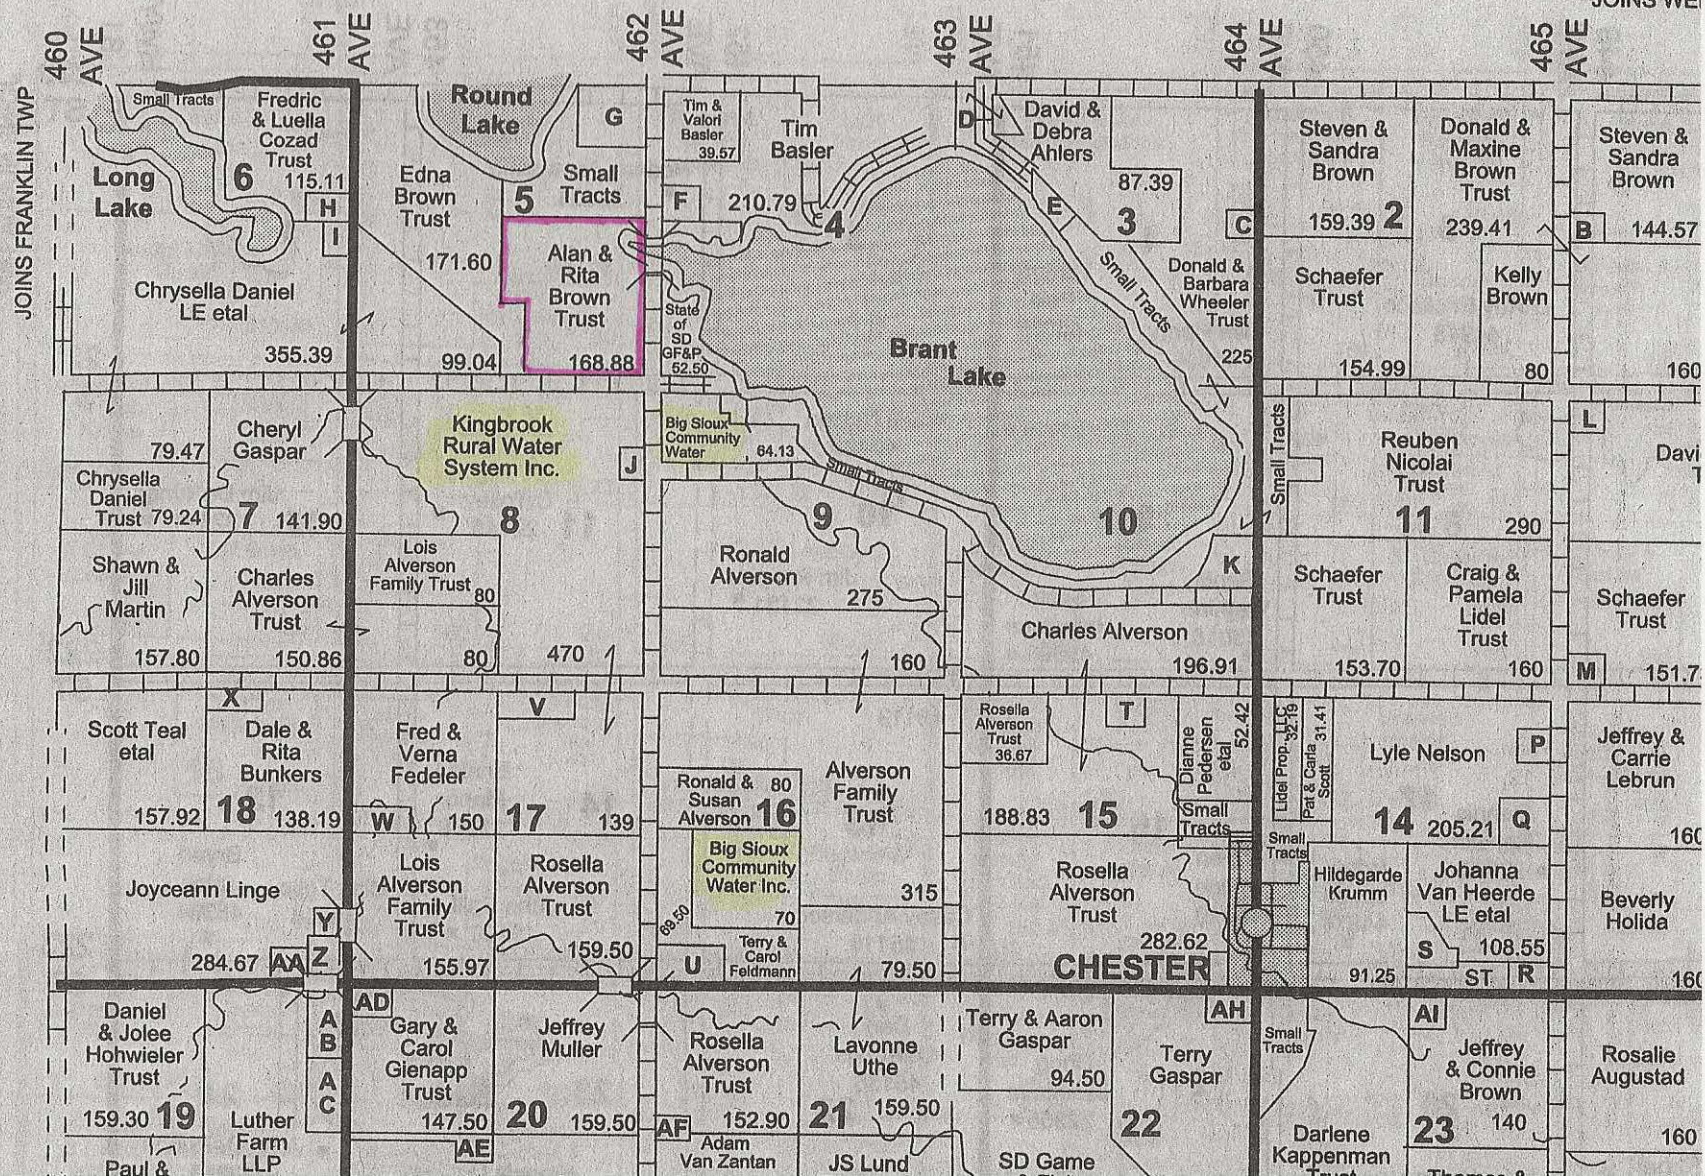 JOINS WE
460 AVE
461 AVE
462 AVE
463 AVE
464 AVE
465 AVE
JOINS FRANKLIN TWP
Small Tracts
Long
Lake
6
Fredric
& Luella
Cozad
Trust
115.11
H
I
Chrysella Daniel
LE etal
355.39
Round
Lake
G
Edna
Brown
Trust
171.60
99.04
5
Small
Tracts
Alan &
Rita
Brown
Trust
168.88
Tim &
Valori
Basler
39.57
Tim
Basler
F
210.79
4
State
of
SD
GF&P
52.50
Brant
Lake
D
David &
Debra
Ahlers
87.39
E
3
C
Small Tracts
Donald &
Barbara
Wheeler
Trust
225
Steven &
Sandra
Brown
159.39
2
Donald &
Maxine
Brown
Trust
239.41
Schaefer
Trust
154.99
Kelly
Brown
80
Steven &
Sandra
Brown
B
144.57
160
79.47
Chrysella
Daniel
Trust 79.24
Cheryl
Gaspar
7
141.90
Shawn &
Jill
Martin
157.80
Charles
Alverson
Trust
150.86
Kingbrook
Rural Water
System Inc.
J
8
Lois
Alverson
Family Trust
80
80
470
Big Sioux
Community
Water
64.13
Small Tracts
9
Ronald
Alverson
275
160
10
K
Charles Alverson
196.91
Small Tracts
Reuben
Nicolai
Trust
11
290
Schaefer
Trust
153.70
Craig &
Pamela
Lidel
Trust
160
L
Davi
T
Schaefer
Trust
M
151.7
Scott Teal
etal
157.92
X
Dale &
Rita
Bunkers
18
138.19
Fred &
Verna
Fedeler
W
150
V
17
139
Joyceann Linge
284.67
Y
Z
AA
Lois
Alverson
Family
Trust
155.97
Rosella
Alverson
Trust
159.50
Ronald &
Susan
Alverson
80
16
Alverson
Family
Trust
315
Big Sioux
Community
Water Inc.
70
69.50
U
Terry &
Carol
Feldmann
79.50
Rosella
Alverson
Trust
36.67
T
188.83
15
Dianne
Pedersen
etal
52.42
Small
Tracts
Rosella
Alverson
Trust
282.62
CHESTER
Lidel Prop., LLC
32.19
Pat & Carla
Scott
31.41
Lyle Nelson
14
205.21
P
Q
Small
Tracts
Hildegarde
Krumm
91.25
Johanna
Van Heerde
LE etal
S
108.55
ST
R
Jeffrey &
Carrie
Lebrun
160
Beverly
Holida
160
Daniel
& Jolee
Hohwieler
Trust
159.30
19
Paul &
Luther
Farm
LLP
A
B
A
C
AD
Gary &
Carol
Gienapp
Trust
147.50
AE
20
Jeffrey
Muller
159.50
Rosella
Alverson
Trust
AF
152.90
Adam
Van Zantan
21
Lavonne
Uthe
159.50
JS Lund
Terry & Aaron
Gaspar
94.50
SD Game
Terry
Gaspar
22
AH
Small
Tracts
Darlene
Kappenman
Trust
AI
Jeffrey
& Connie
Brown
23
140
Rosalie
Augustad
160